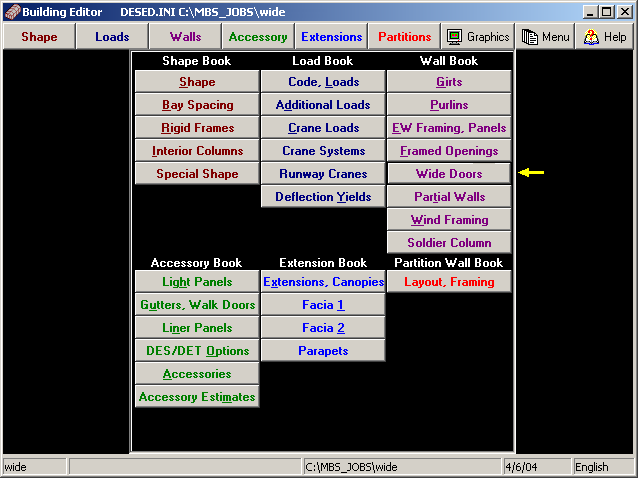 Building Editor DESED.INI C:\MBS_JOBS\wide
Shape Loads Walls Accessory Extensions Partitions Graphics Menu Help
Shape Book Load Book Wall Book
Shape Code, Loads Girts
Bay Spacing Additional Loads Purlins
Rigid Frames Crane Loads EW Framing, Panels
Interior Columns Crane Systems Framed Openings
Special Shape Runway Cranes Wide Doors
Deflection Yields Partial Walls
Wind Framing
Soldier Column
Accessory Book Extension Book Partition Wall Book
Light Panels Extensions, Canopies Layout, Framing
Gutters, Walk Doors Facia 1
Liner Panels Facia 2
DES/DET Options Parapets
Accessories
Accessory Estimates
wide C:\MBS_JOBS\wide 4/6/04 English